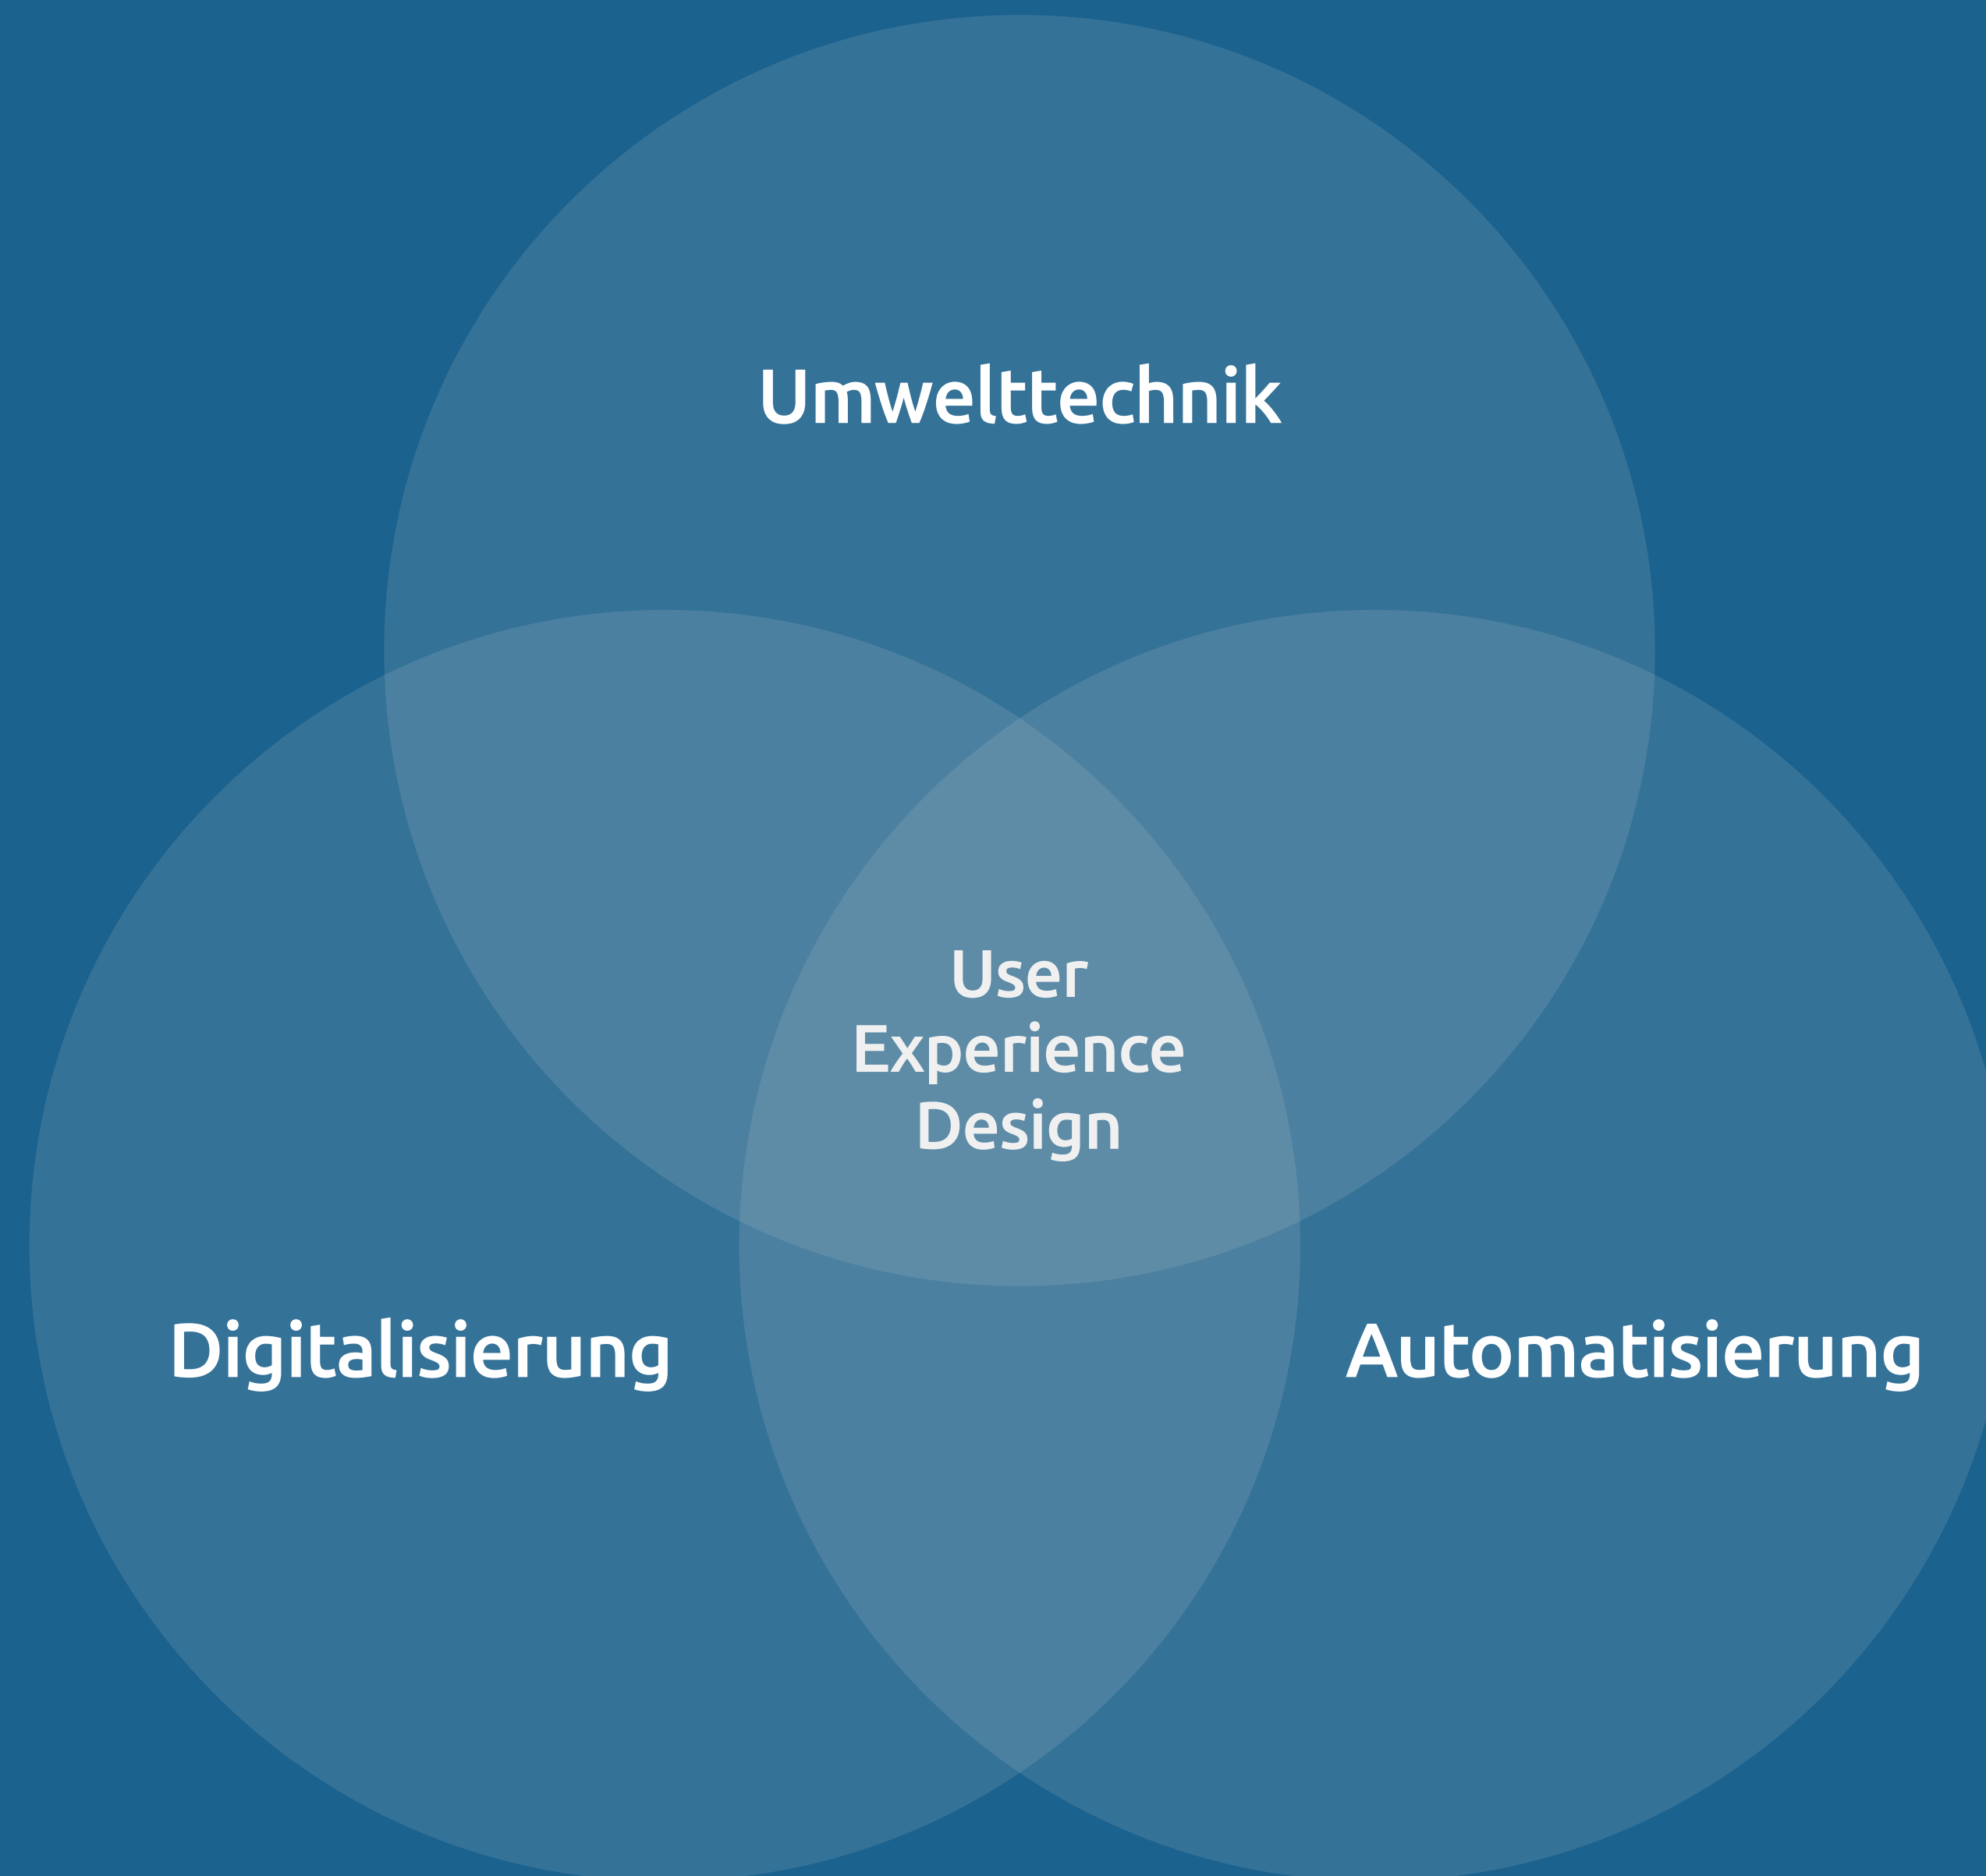 Umwelttechnik
User
Experience
Design
Digitalisierung
Automatisierung